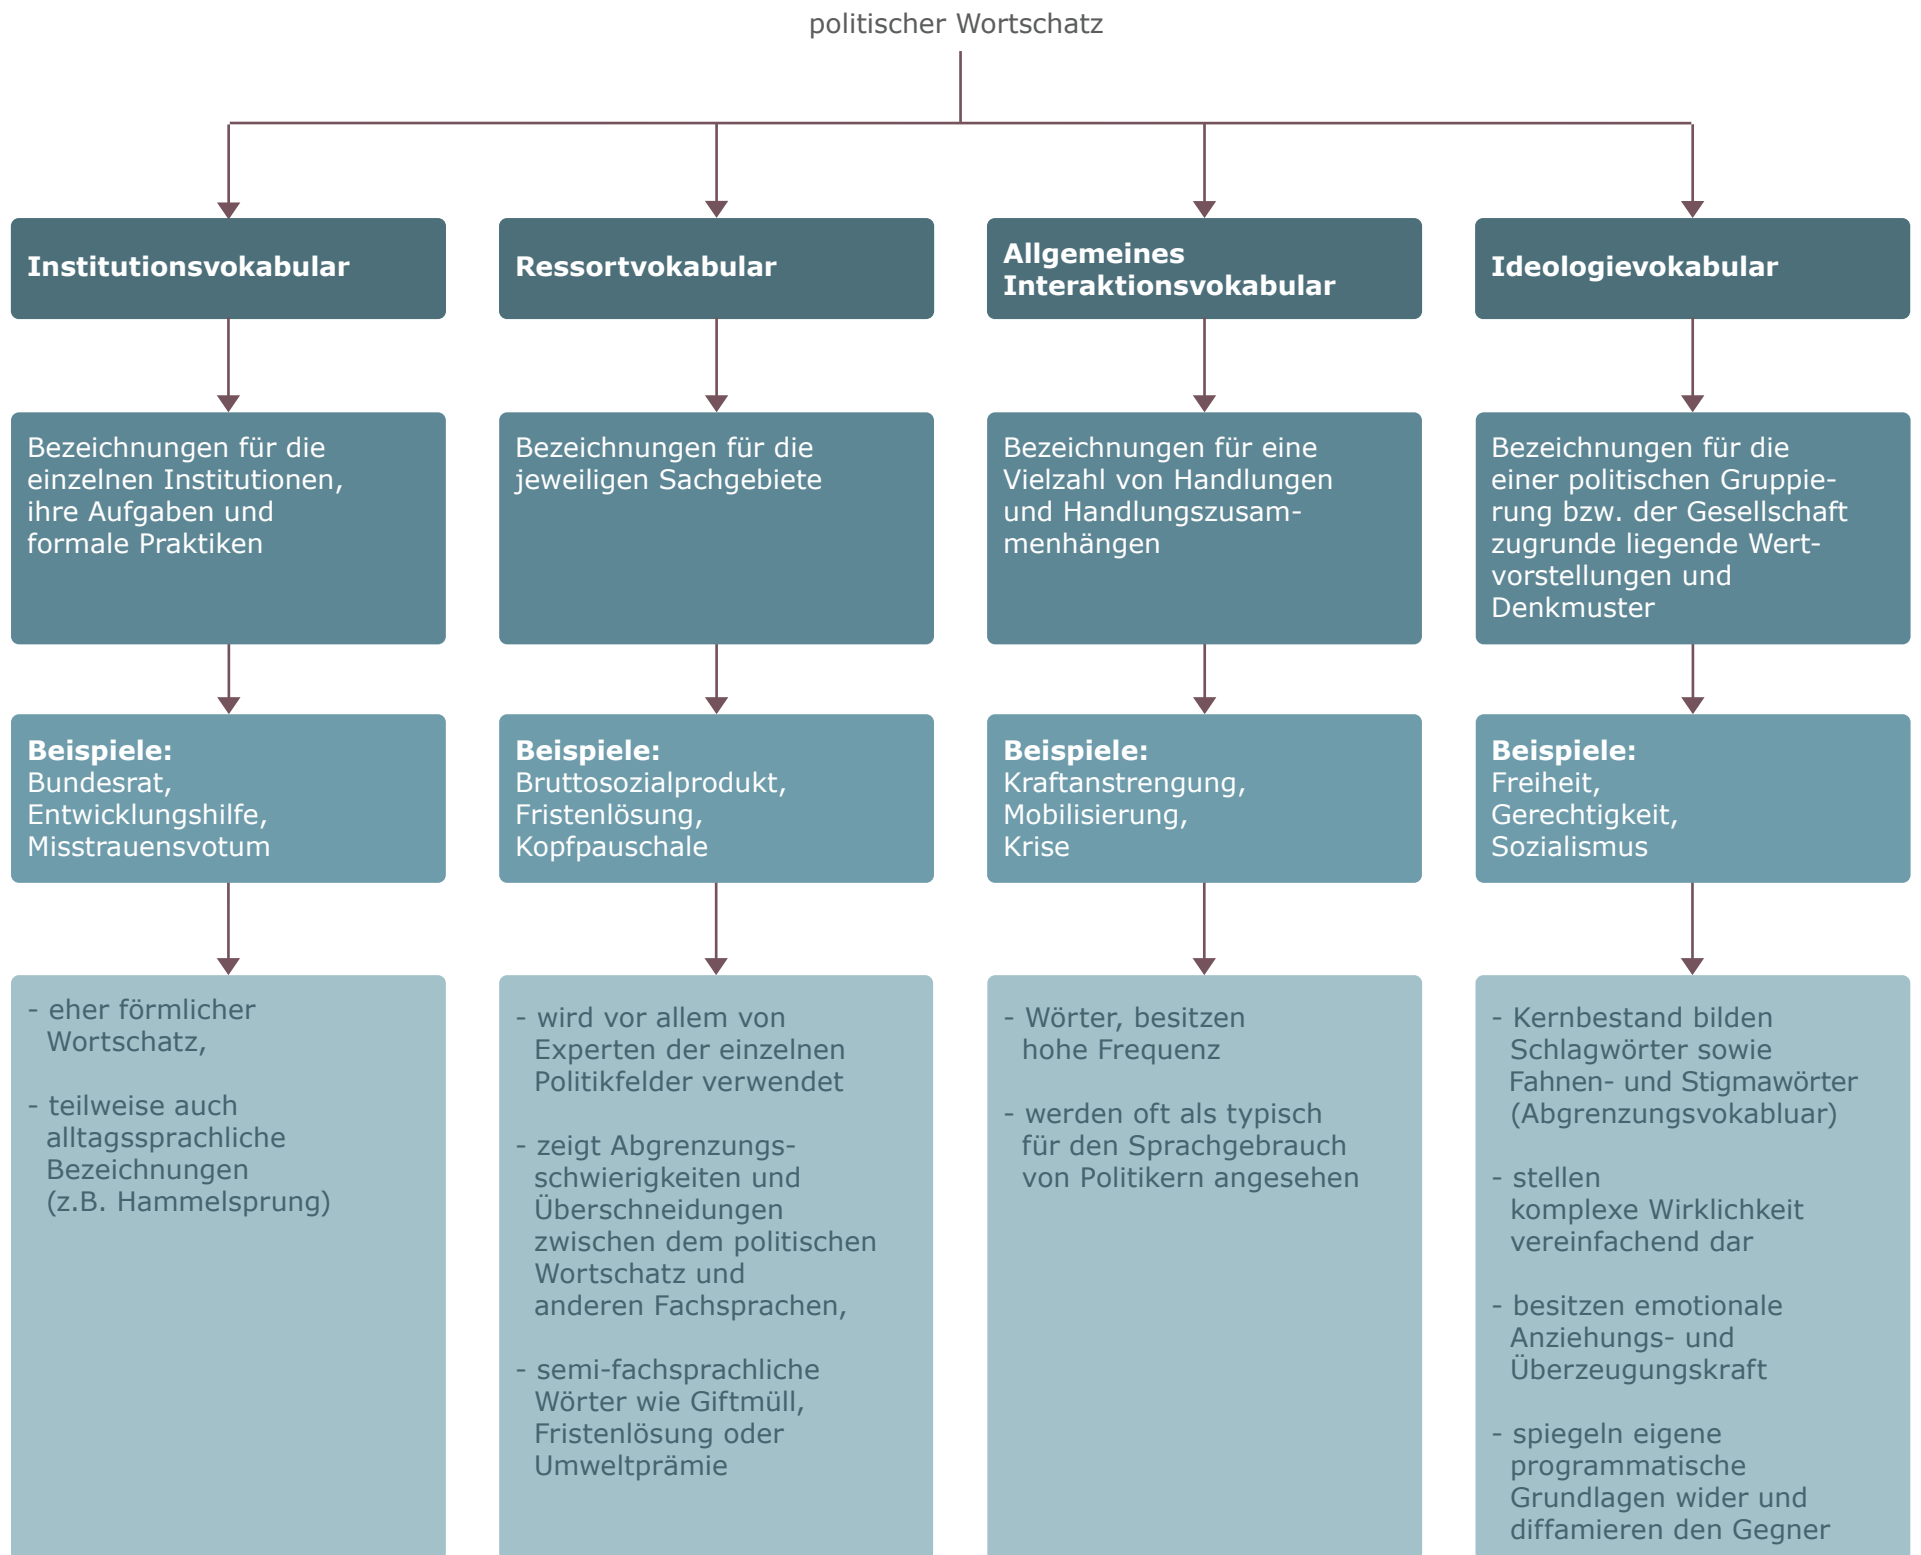 politischer Wortschatz
Institutionsvokabular
Bezeichnungen für die
einzelnen Institutionen,
ihre Aufgaben und
formale Praktiken
Beispiele:
Bundesrat,
Entwicklungshilfe,
Misstrauensvotum
- eher förmlicher
Wortschatz,
- teilweise auch
alltagssprachliche
Bezeichnungen
(z.B. Hammelsprung)
Ressortvokabular
Bezeichnungen für die
jeweiligen Sachgebiete
Beispiele:
Bruttosozialprodukt,
Fristenlösung,
Kopfpauschale
- wird vor allem von
Experten der einzelnen
Politikfelder verwendet
- zeigt Abgrenzungs-
schwierigkeiten und
Überschneidungen
zwischen dem politischen
Wortschatz und
anderen Fachsprachen,
- semi-fachsprachliche
Wörter wie Giftmüll,
Fristenlösung oder
Umweltprämie
Allgemeines
Interaktionsvokabular
Bezeichnungen für eine
Vielzahl von Handlungen
und Handlungszusam-
menhängen
Beispiele:
Kraftanstrengung,
Mobilisierung,
Krise
- Wörter, besitzen
hohe Frequenz
- werden oft als typisch
für den Sprachgebrauch
von Politikern angesehen
Ideologievokabular
Bezeichnungen für die
einer politischen Gruppie-
rung bzw. der Gesellschaft
zugrunde liegende Wert-
vorstellungen und
Denkmuster
Beispiele:
Freiheit,
Gerechtigkeit,
Sozialismus
- Kernbestand bilden
Schlagwörter sowie
Fahnen- und Stigmawörter
(Abgrenzungsvokabluar)
- stellen
komplexe Wirklichkeit
vereinfachend dar
- besitzen emotionale
Anziehungs- und
Überzeugungskraft
- spiegeln eigene
programmatische
Grundlagen wider und
diffamieren den Gegner